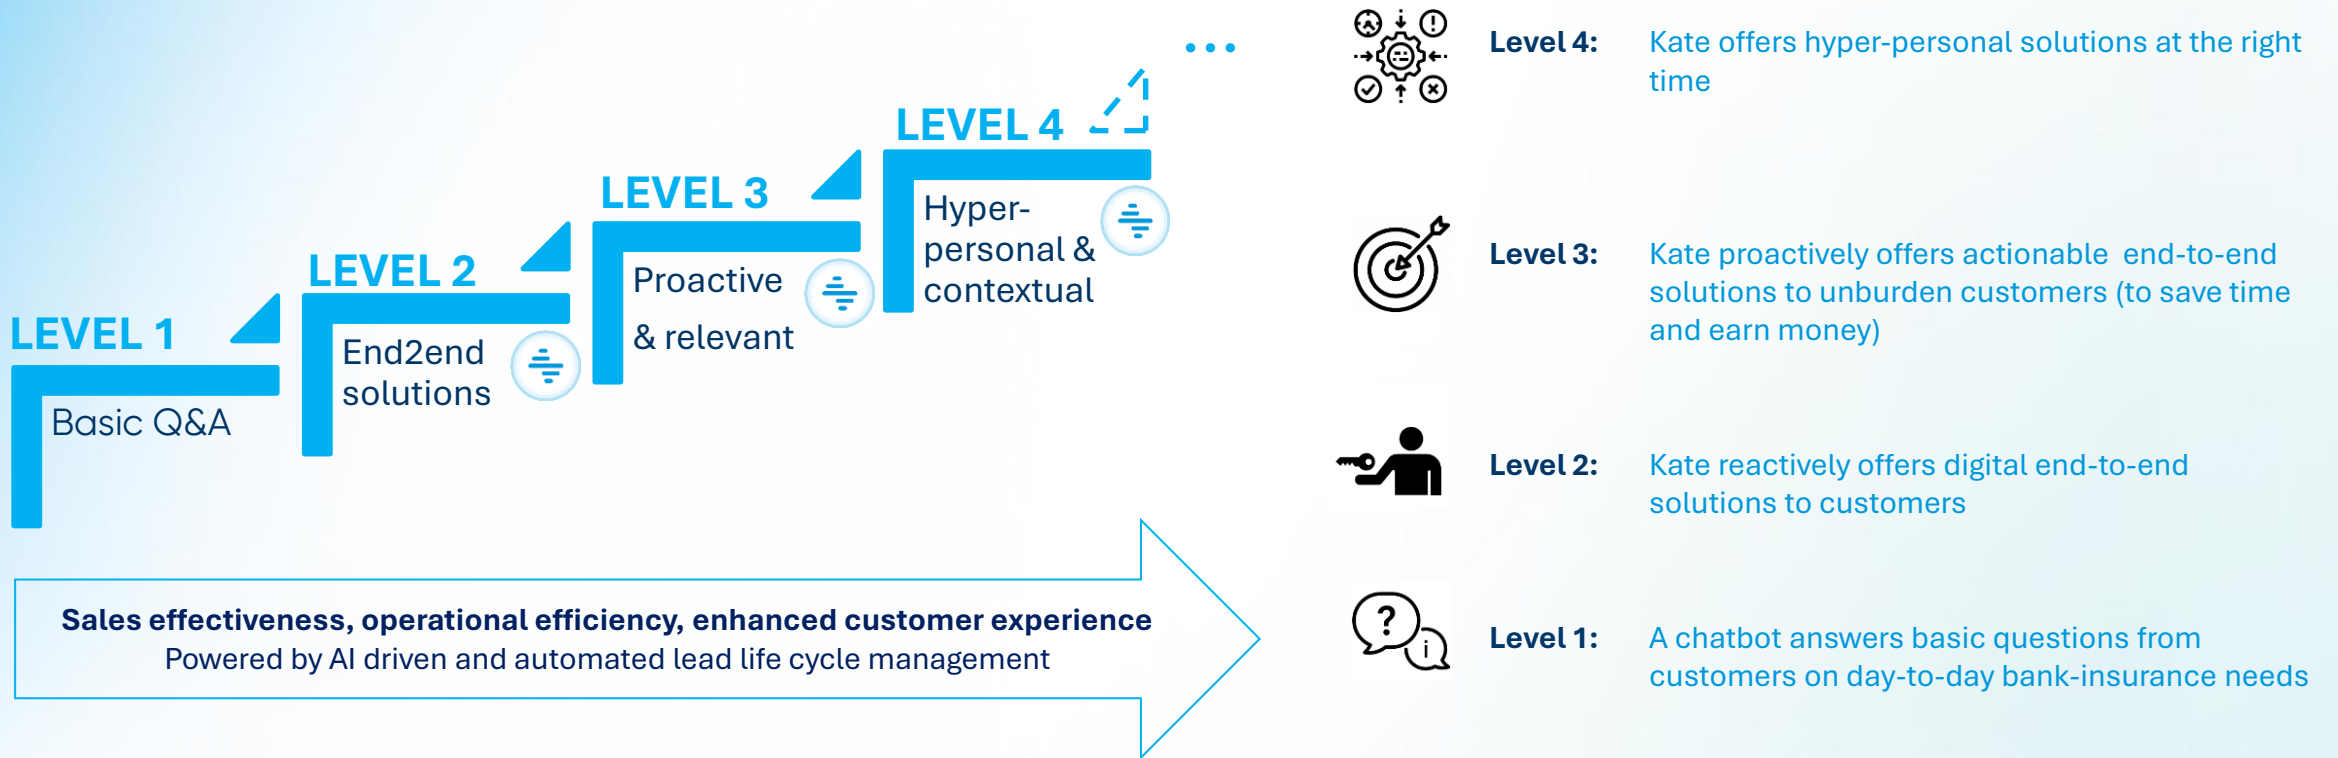 LEVEL 1
Basic Q&A
LEVEL 2
End2end
solutions
LEVEL 3
Proactive
& relevant
LEVEL 4
Hyper-
personal &
contextual
...
Sales effectiveness, operational efficiency, enhanced customer experience
Powered by AI driven and automated lead life cycle management
Level 4: Kate offers hyper-personal solutions at the right
time
Level 3: Kate proactively offers actionable end-to-end
solutions to unburden customers (to save time
and earn money)
Level 2: Kate reactively offers digital end-to-end
solutions to customers
? i
Level 1: A chatbot answers basic questions from
customers on day-to-day bank-insurance needs